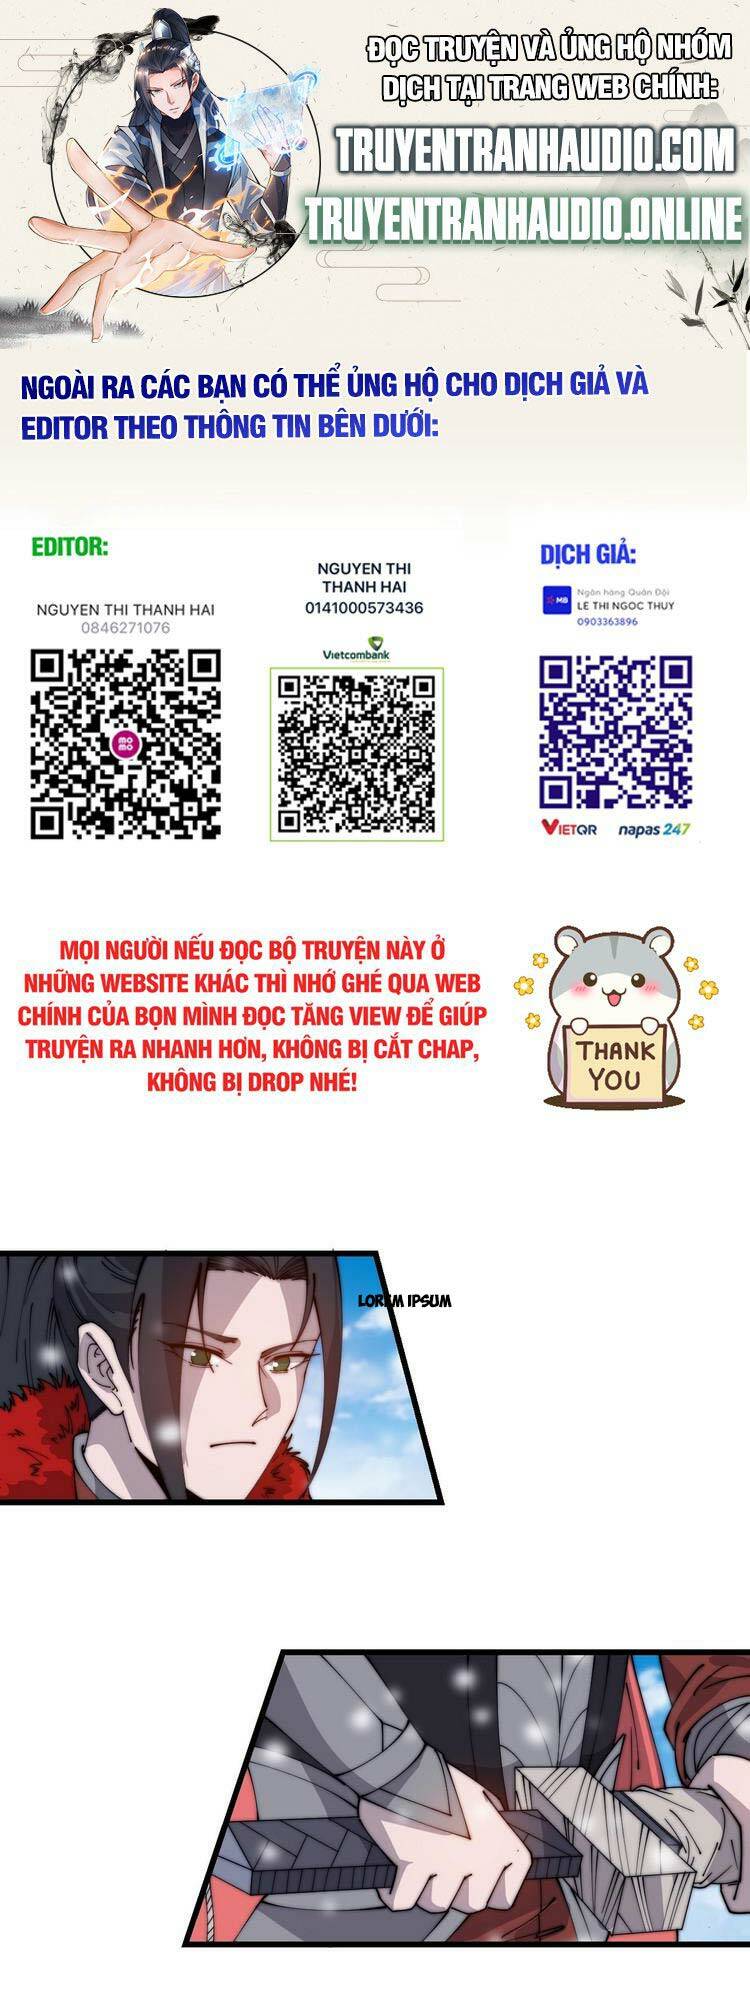 ĐỌC TRUYỆN VÀ ỦNG HỘ NHÓM
DỊCH TẠI TRANG WEB CHÍNH:
TRUYENTRANHAUDIO.COM
TRUYENTRANHAUDIO.ONLINE
NGOÀI RA CÁC BẠN CÓ THỂ ỦNG HỘ CHO DỊCH GIẢ VÀ
EDITOR THEO THÔNG TIN BÊN DƯỚI:
EDITOR:
NGUYEN THI THANH HAI
0846271076
mo
mo
NGUYEN THI
THANH HAI
0141000573436
Vietcombank
DỊCH GIẢ:
MB
Ngân hàng Quân Đội
LE THI NGOC THUY
0903363896
VIETQR
napas 247
MỌI NGƯỜI NẾU ĐỌC BỘ TRUYỆN NÀY Ở
NHỮNG WEBSITE KHÁC THÌ NHỚ GHÉ QUA WEB
CHÍNH CỦA BỌN MÌNH ĐỌC TĂNG VIEW ĐỂ GIÚP
TRUYỆN RA NHANH HƠN, KHÔNG BỊ CẮT CHAP,
KHÔNG BỊ DROP NHÉ!
THANK
YOU
LOREM IPSUM